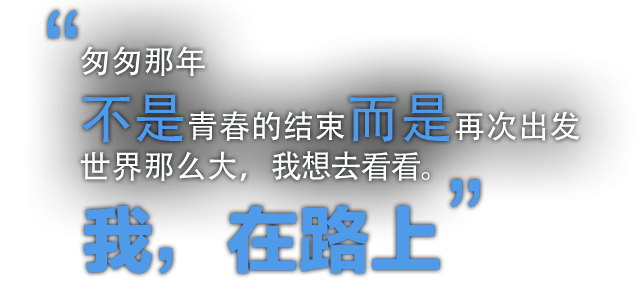 “匆匆那年
不是青春的结束而是再次出发
世界那么大，我想去看看。
我，在路上”